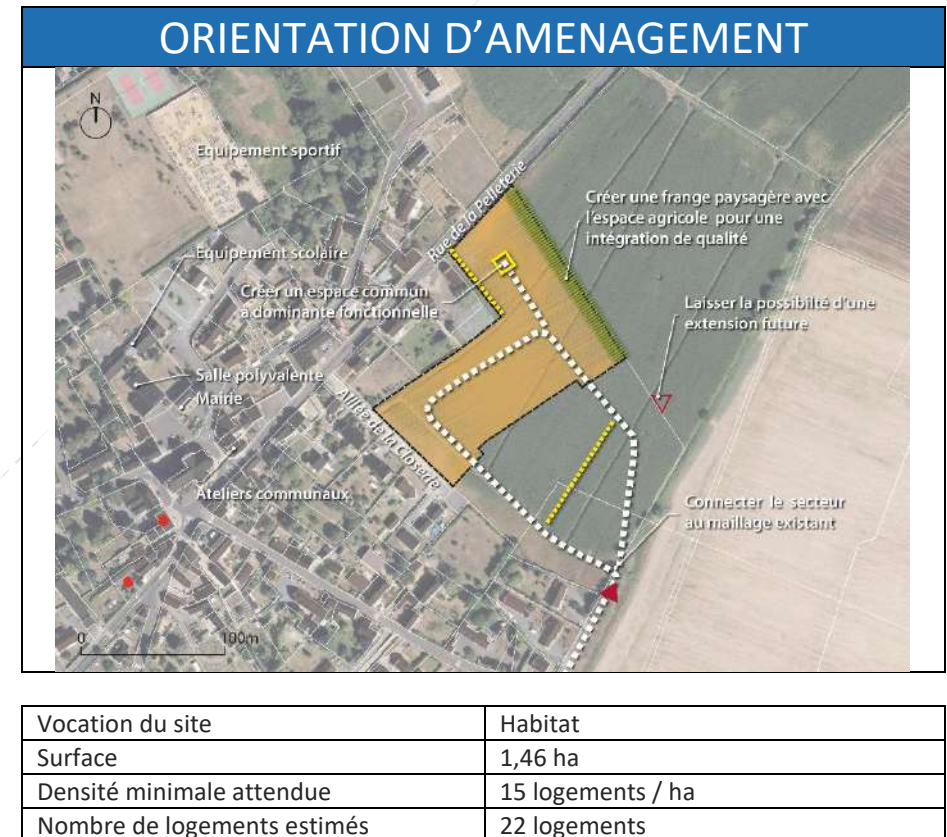 ORIENTATION D'AMENAGEMENT
N
Equipement sportif
Rue de la Pelleterie
Créer une frange paysagère avec
l'espace agricole pour une
intégration de qualité
Equipement scolaire
Créer un espace commun
à dominante fonctionnelle
Laisser la possibilté d'une
extension future
Salle polyvalente
Mairie
Allée de la Closerie
Ateliers communaux
Connecter le secteur
au maillage existant
0 100m
Vocation du site Habitat
Surface 1,46 ha
Densité minimale attendue 15 logements / ha
Nombre de logements estimés 22 logements